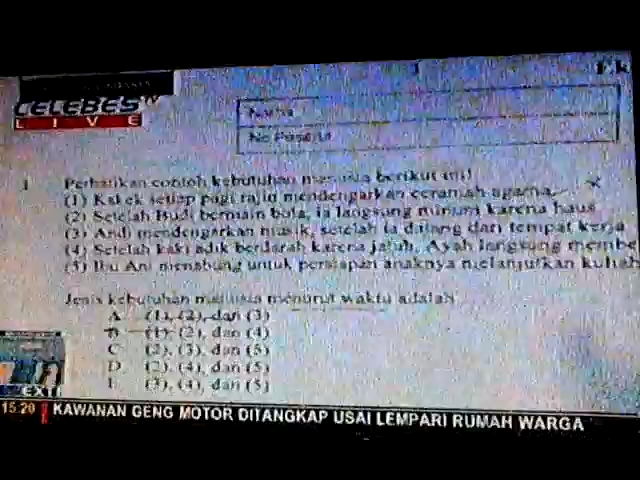 CELEBES TV
LIVE
Nama
No Peserta
1 Perhatikan contoh kebutuhan manusia berikut ini!
(1) Kakek setiap pagi rajin mendengarkan ceramah agama
(2) Setelah Budi bermain bola, ia langsung minum karena haus
(3) Andi mendengarkan musik, setelah ia datang dari tempat kerja
(4) Setelah kaki adik berdarah karena jatuh, Ayah langsung membe
(5) Ibu Ani menabung untuk persiapan anaknya melanjutkan kuliah
Jenis kebutuhan manusia menurut waktu adalah
A (1), (2), dan (3)
B (1), (2), dan (4)
C (2), (3), dan (5)
D (2), (4), dan (5)
E (3), (4), dan (5)
NEXT
15:20 KAWANAN GENG MOTOR DITANGKAP USAI LEMPARI RUMAH WARGA